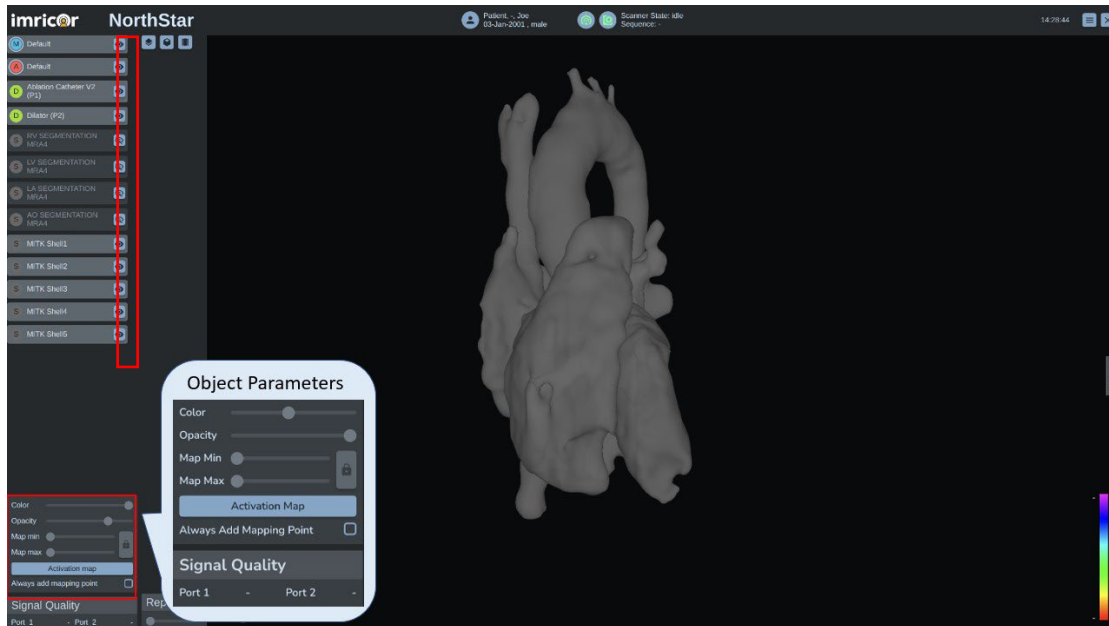 imricor NorthStar
Patient. -, Joe
03-Jan-2001 , male
Scanner State: idle
Sequence: -
14:28:44
M Default
A Default
D Ablation Catheter V2
(P1)
D Dilator (P2)
S RV SEGMENTATION
MRA4
S LV SEGMENTATION
MRA4
S LA SEGMENTATION
MRA4
S AO SEGMENTATION
MRA4
S MITK Shell1
S MITK Shell2
S MITK Shell3
S MITK Shell4
S MITK Shell5
Object Parameters
Color
Opacity
Map Min
Map Max
Activation Map
Always Add Mapping Point
Signal Quality
Port 1 - Port 2 -
Color
Opacity
Map min
Map max
Activation map
Always add mapping point
Signal Quality
Port 1 - Port 2 -
Rep